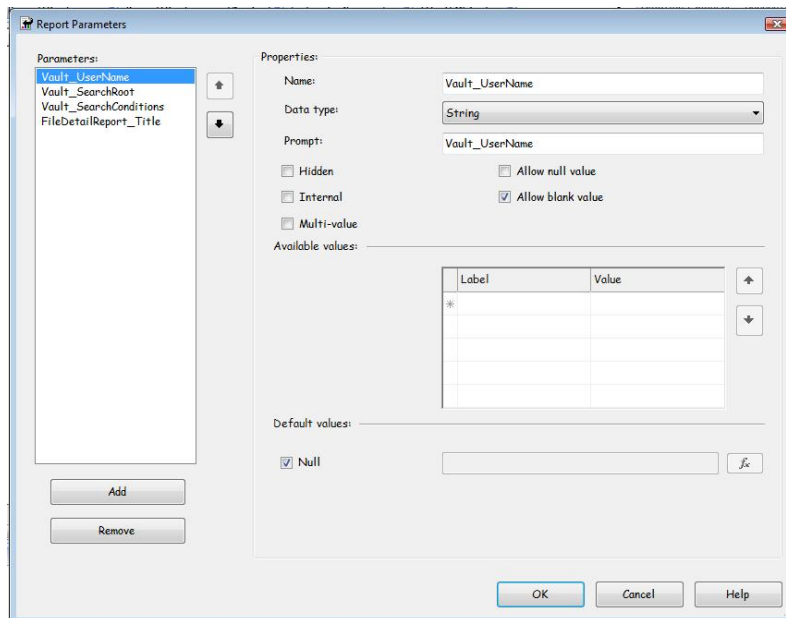 Report Parameters
Parameters:
Vault_UserName
Vault_SearchRoot
Vault_SearchConditions
FileDetailReport_Title
Add
Remove
Properties:
Name: Vault_UserName
Data type: String
Prompt: Vault_UserName
Hidden Allow null value
Internal Allow blank value
Multi-value
Available values:
Label Value
Default values:
Null fx
OK Cancel Help